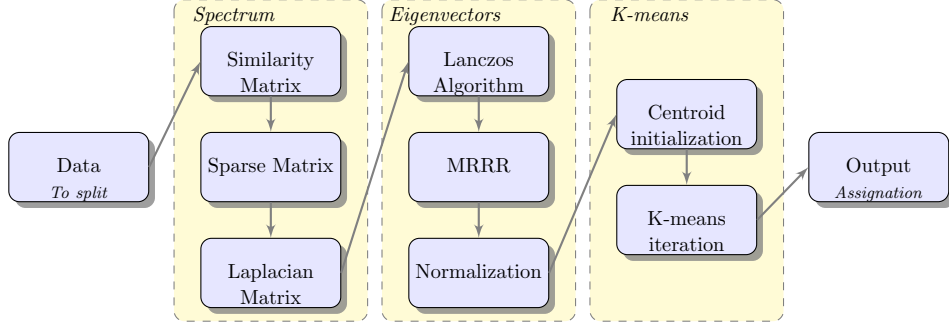 Data
To split
Spectrum
Similarity
Matrix
Sparse Matrix
Laplacian
Matrix
Eigenvectors
Lanczos
Algorithm
MRRR
Normalization
K-means
Centroid
initialization
K-means
iteration
Output
Assignation